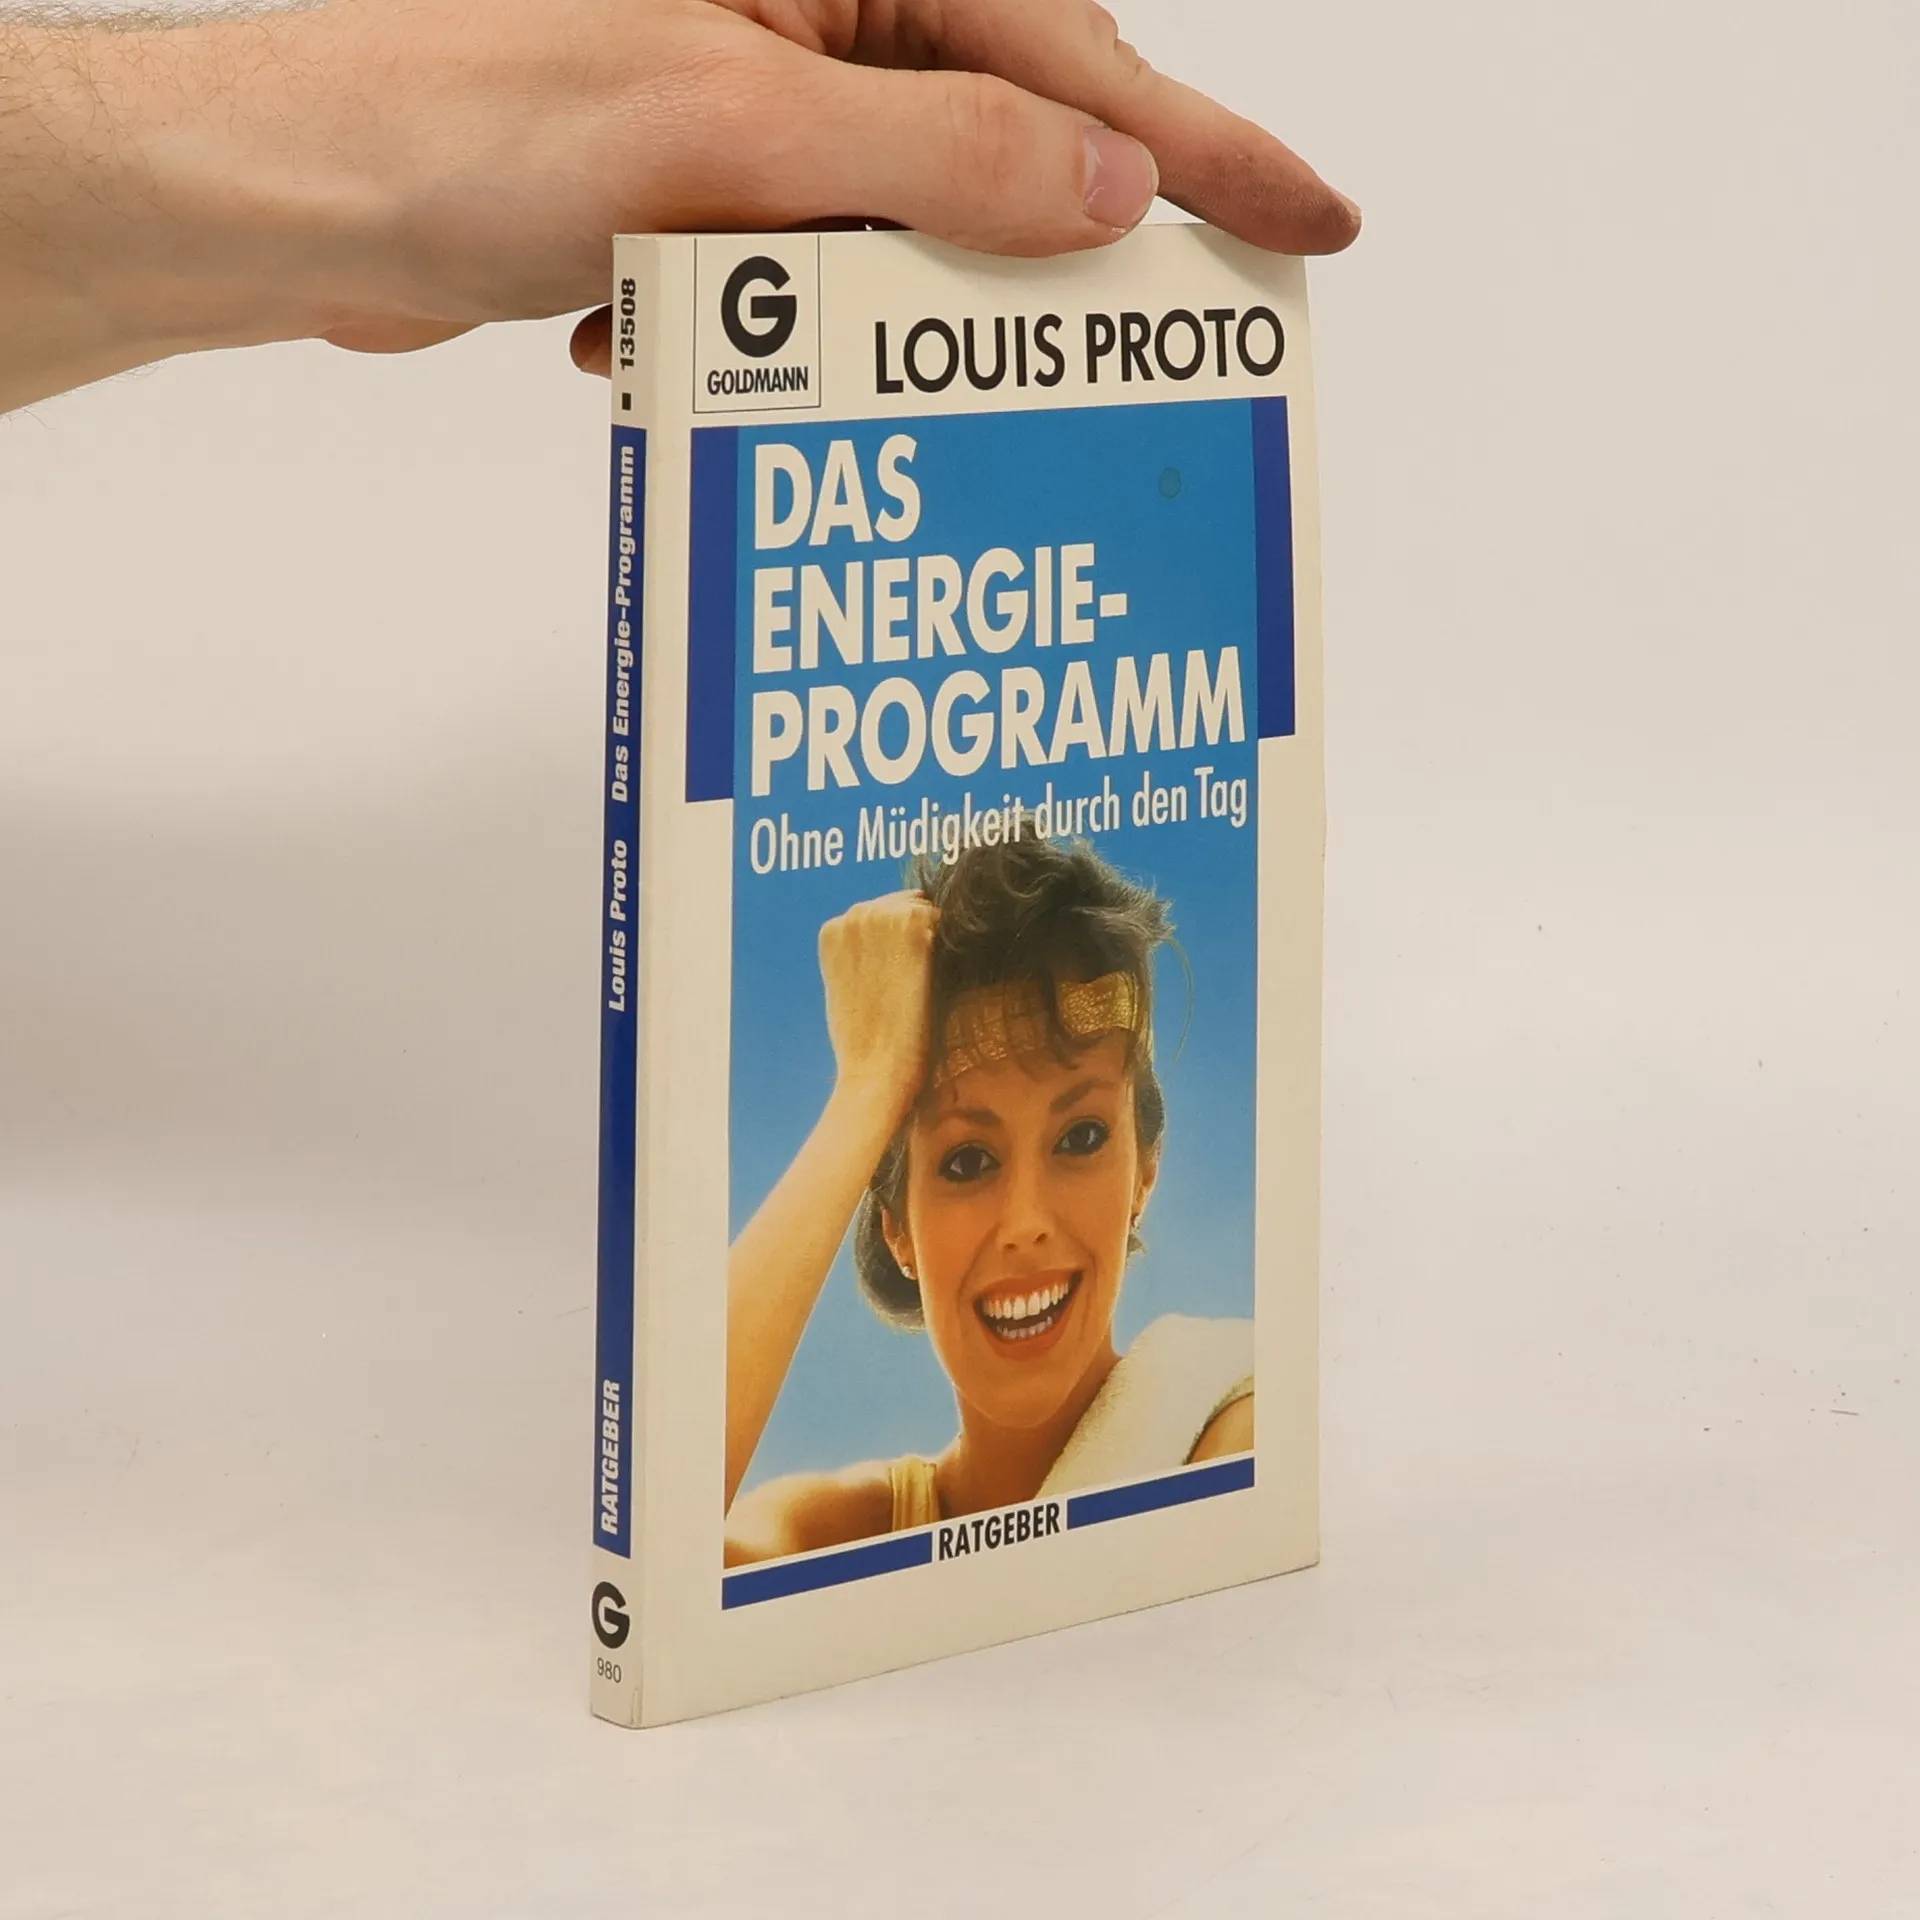 G
GOLDMANN
LOUIS PROTO
DAS
ENERGIE-
PROGRAMM
Ohne Müdigkeit durch den Tag
RATGEBER
13508
Louis Proto Das Energie-Programm
RATGEBER
G
980